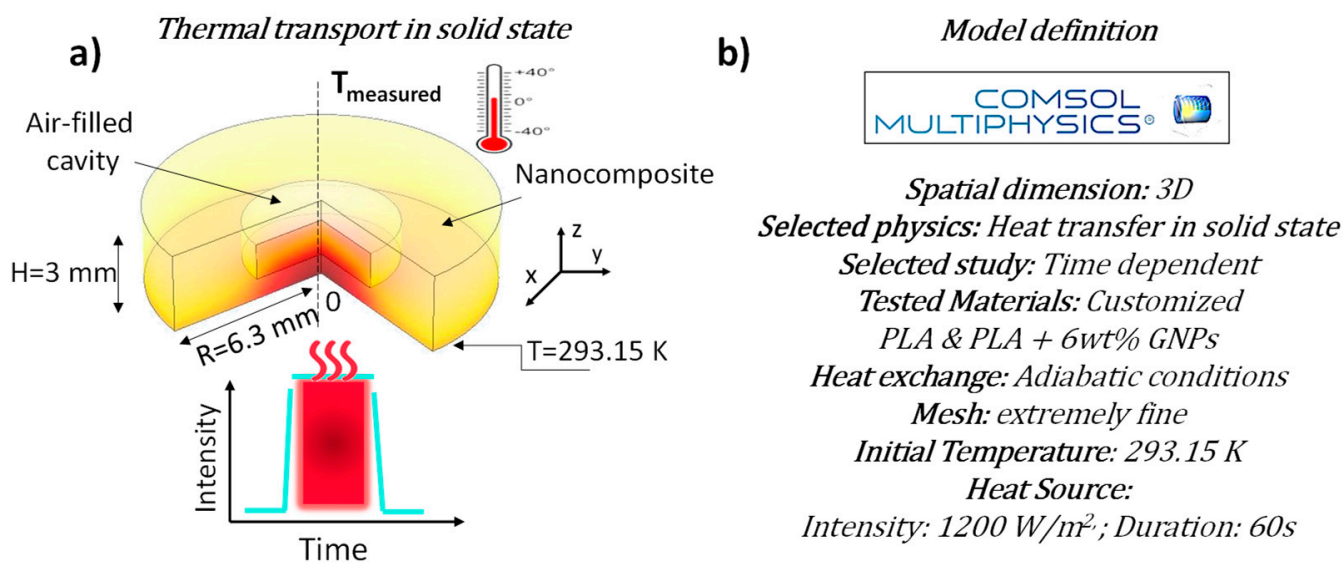 Thermal transport in solid state
a)
T measured
+40°
0°
-40°
Air-filled
cavity
Nanocomposite
H=3 mm
z
y
x
0
R=6.3 mm
T=293.15 K
Intensity
Time
b)
Model definition
COMSOL
MULTIPHYSICS®
Spatial dimension: 3D
Selected physics: Heat transfer in solid state
Selected study: Time dependent
Tested Materials: Customized
PLA & PLA + 6wt% GNPs
Heat exchange: Adiabatic conditions
Mesh: extremely fine
Initial Temperature: 293.15 K
Heat Source:
Intensity: 1200 W/m²,; Duration: 60s